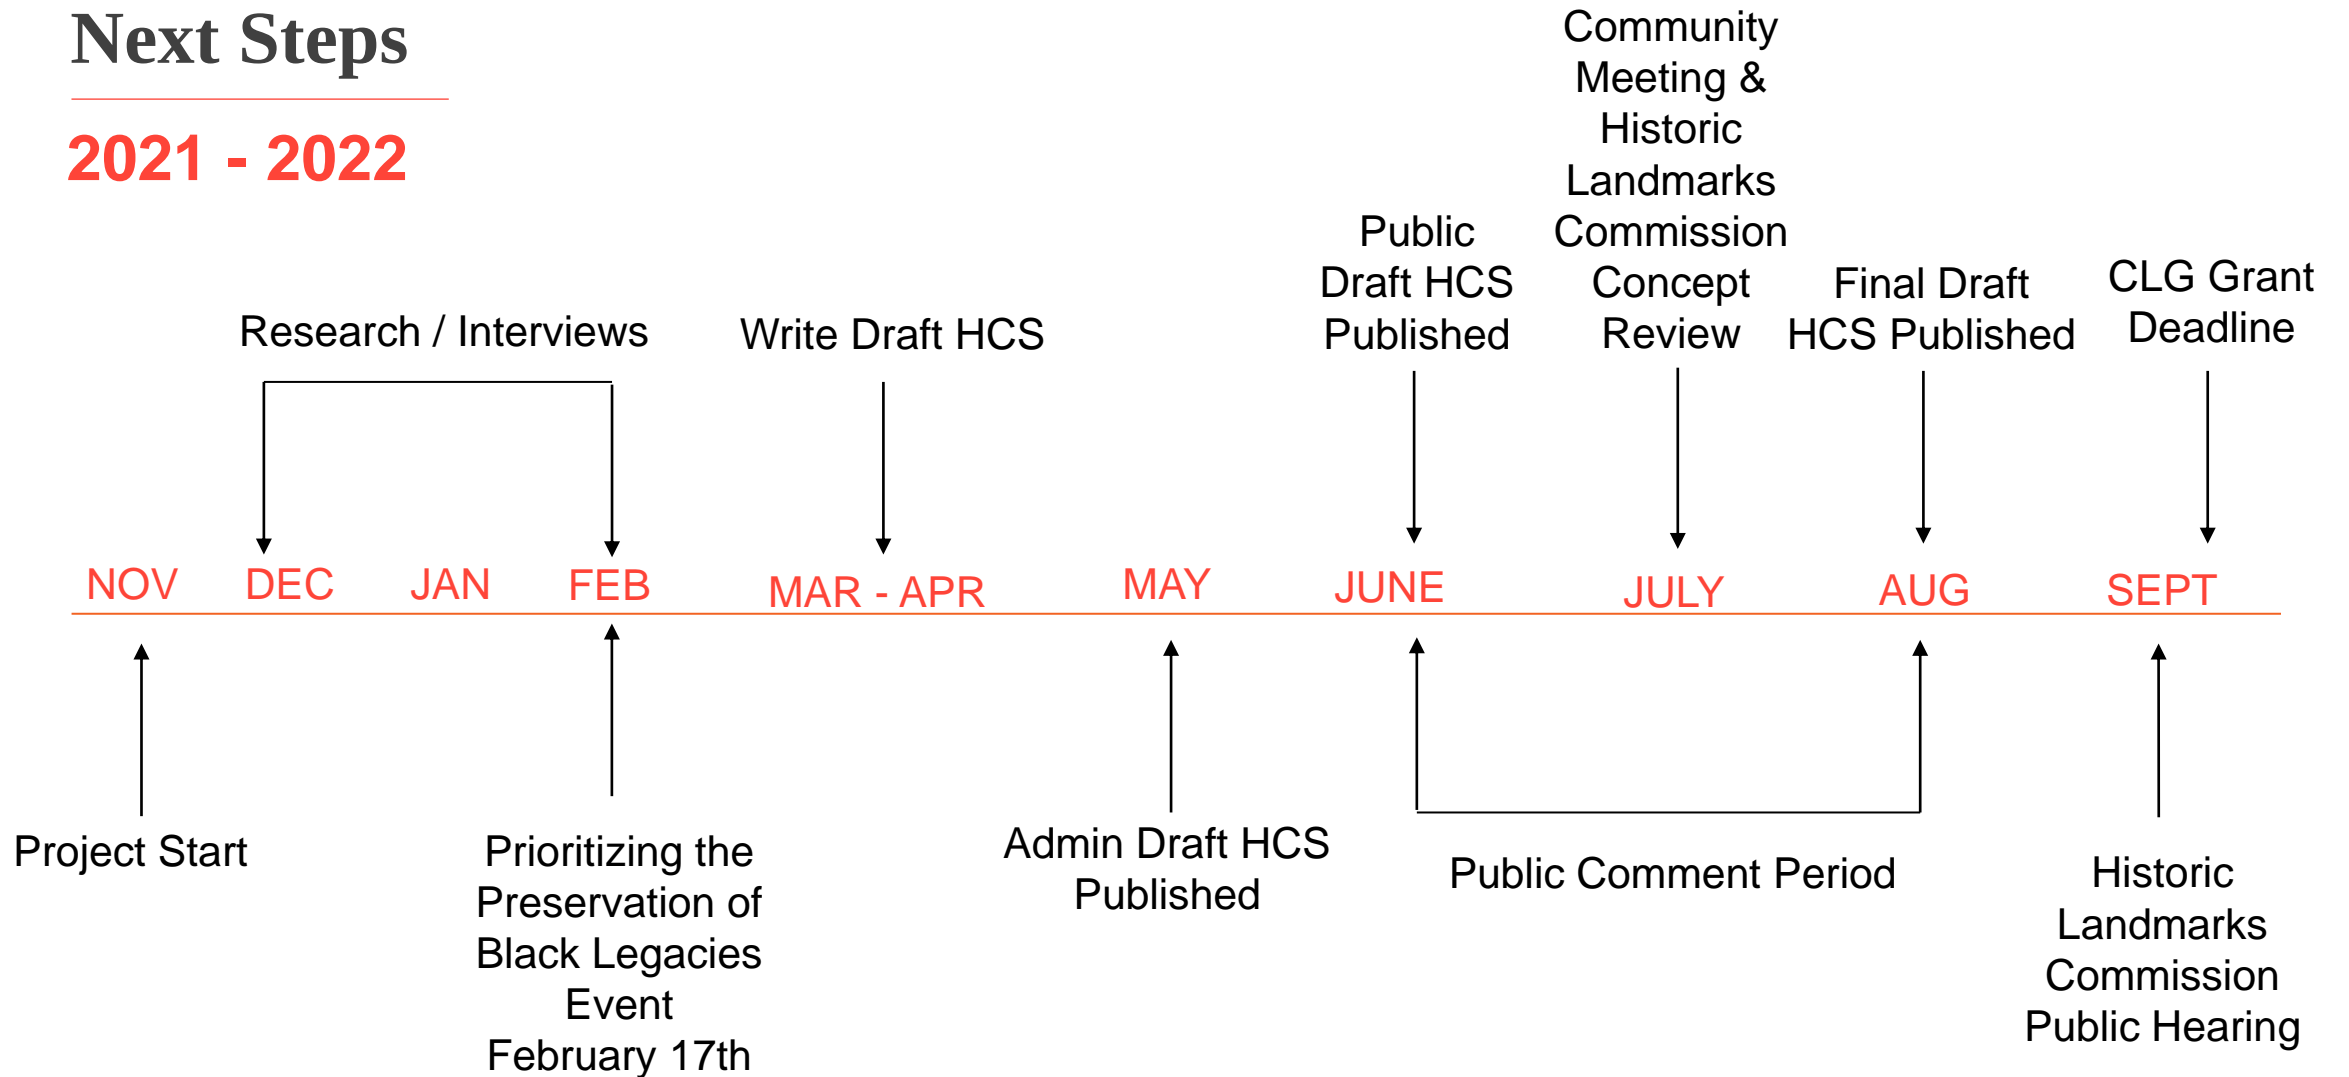 Next Steps
2021 - 2022
Research / Interviews
Write Draft HCS
Public
Draft HCS
Published
Community
Meeting &
Historic
Landmarks
Commission
Concept
Review
Final Draft
HCS Published
CLG Grant
Deadline
NOV
DEC
JAN
FEB
MAR - APR
MAY
JUNE
JULY
AUG
SEPT
Project Start
Prioritizing the
Preservation of
Black Legacies
Event
February 17th
Admin Draft HCS
Published
Public Comment Period
Historic
Landmarks
Commission
Public Hearing